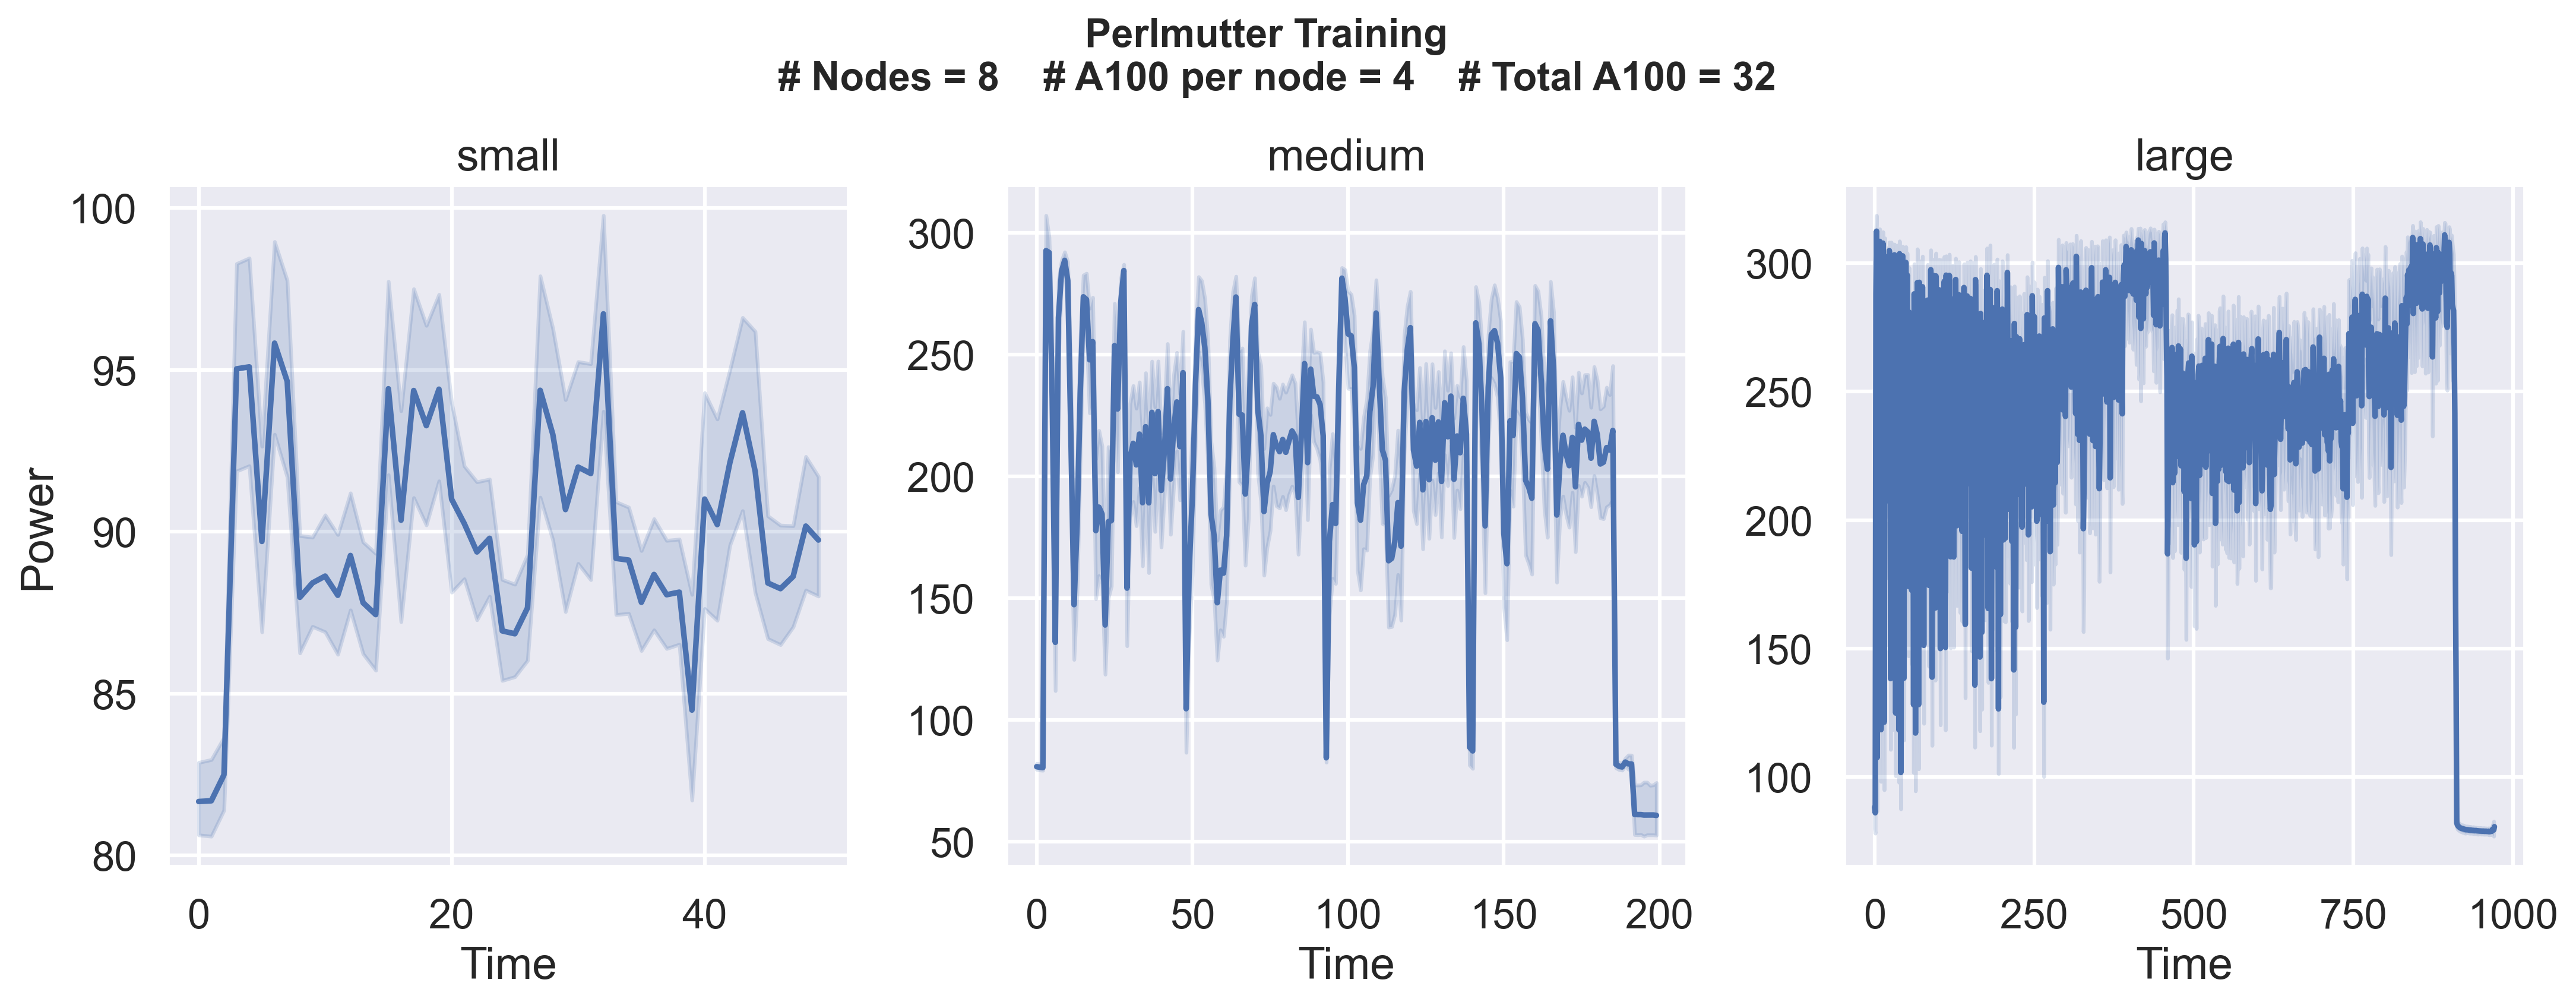 Perlmutter Training
# Nodes = 8    # A100 per node = 4    # Total A100 = 32
small
100
95
90
85
80
Power
0 20 40
Time
medium
300
250
200
150
100
50
0 50 100 150 200
Time
large
300
250
200
150
100
0 250 500 750 1000
Time